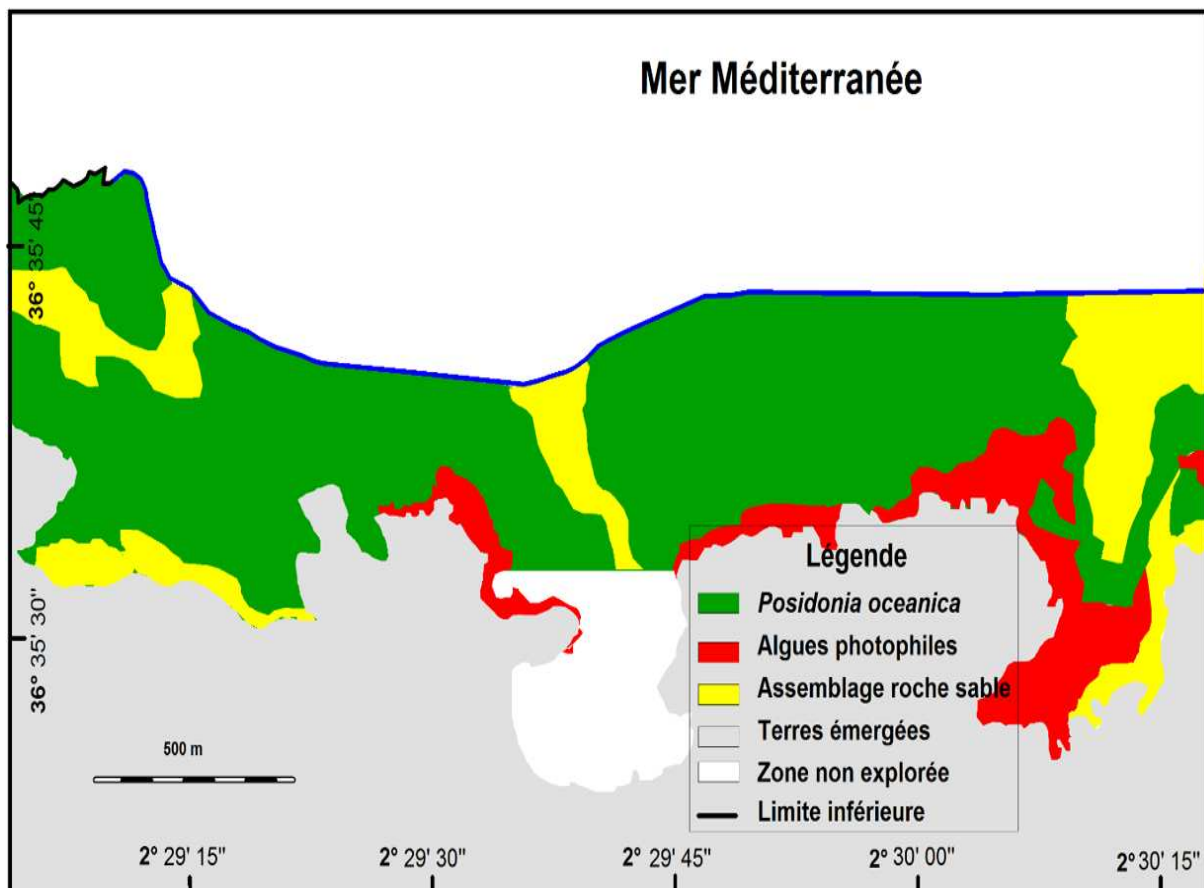 Mer Méditerranée
36° 35' 45"
36° 35' 30"
Légende
Posidonia oceanica
Algues photophiles
Assemblage roche sable
Terres émergées
Zone non explorée
Limite inférieure
500 m
2° 29' 15"
2° 29' 30"
2° 29' 45"
2° 30' 00"
2° 30' 15"